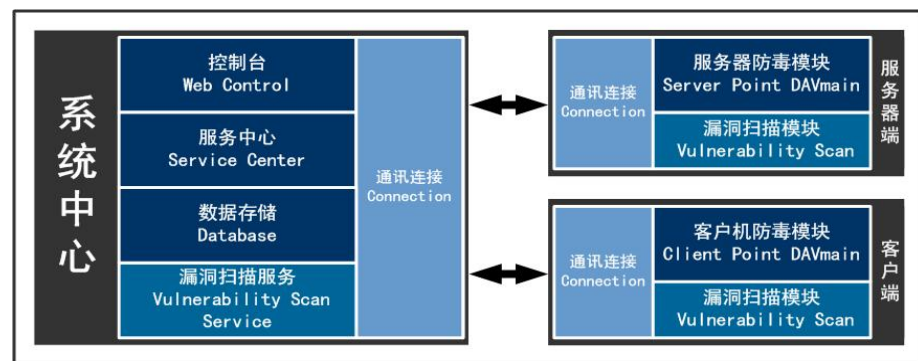 系统中心
控制台
Web Control
服务中心
Service Center
数据存储
Database
漏洞扫描服务
Vulnerability Scan
Service
通讯连接
Connection
通讯连接
Connection
服务器防毒模块
Server Point DAVmain
漏洞扫描模块
Vulnerability Scan
服务器端
通讯连接
Connection
客户机防毒模块
Client Point DAVmain
漏洞扫描模块
Vulnerability Scan
客户端